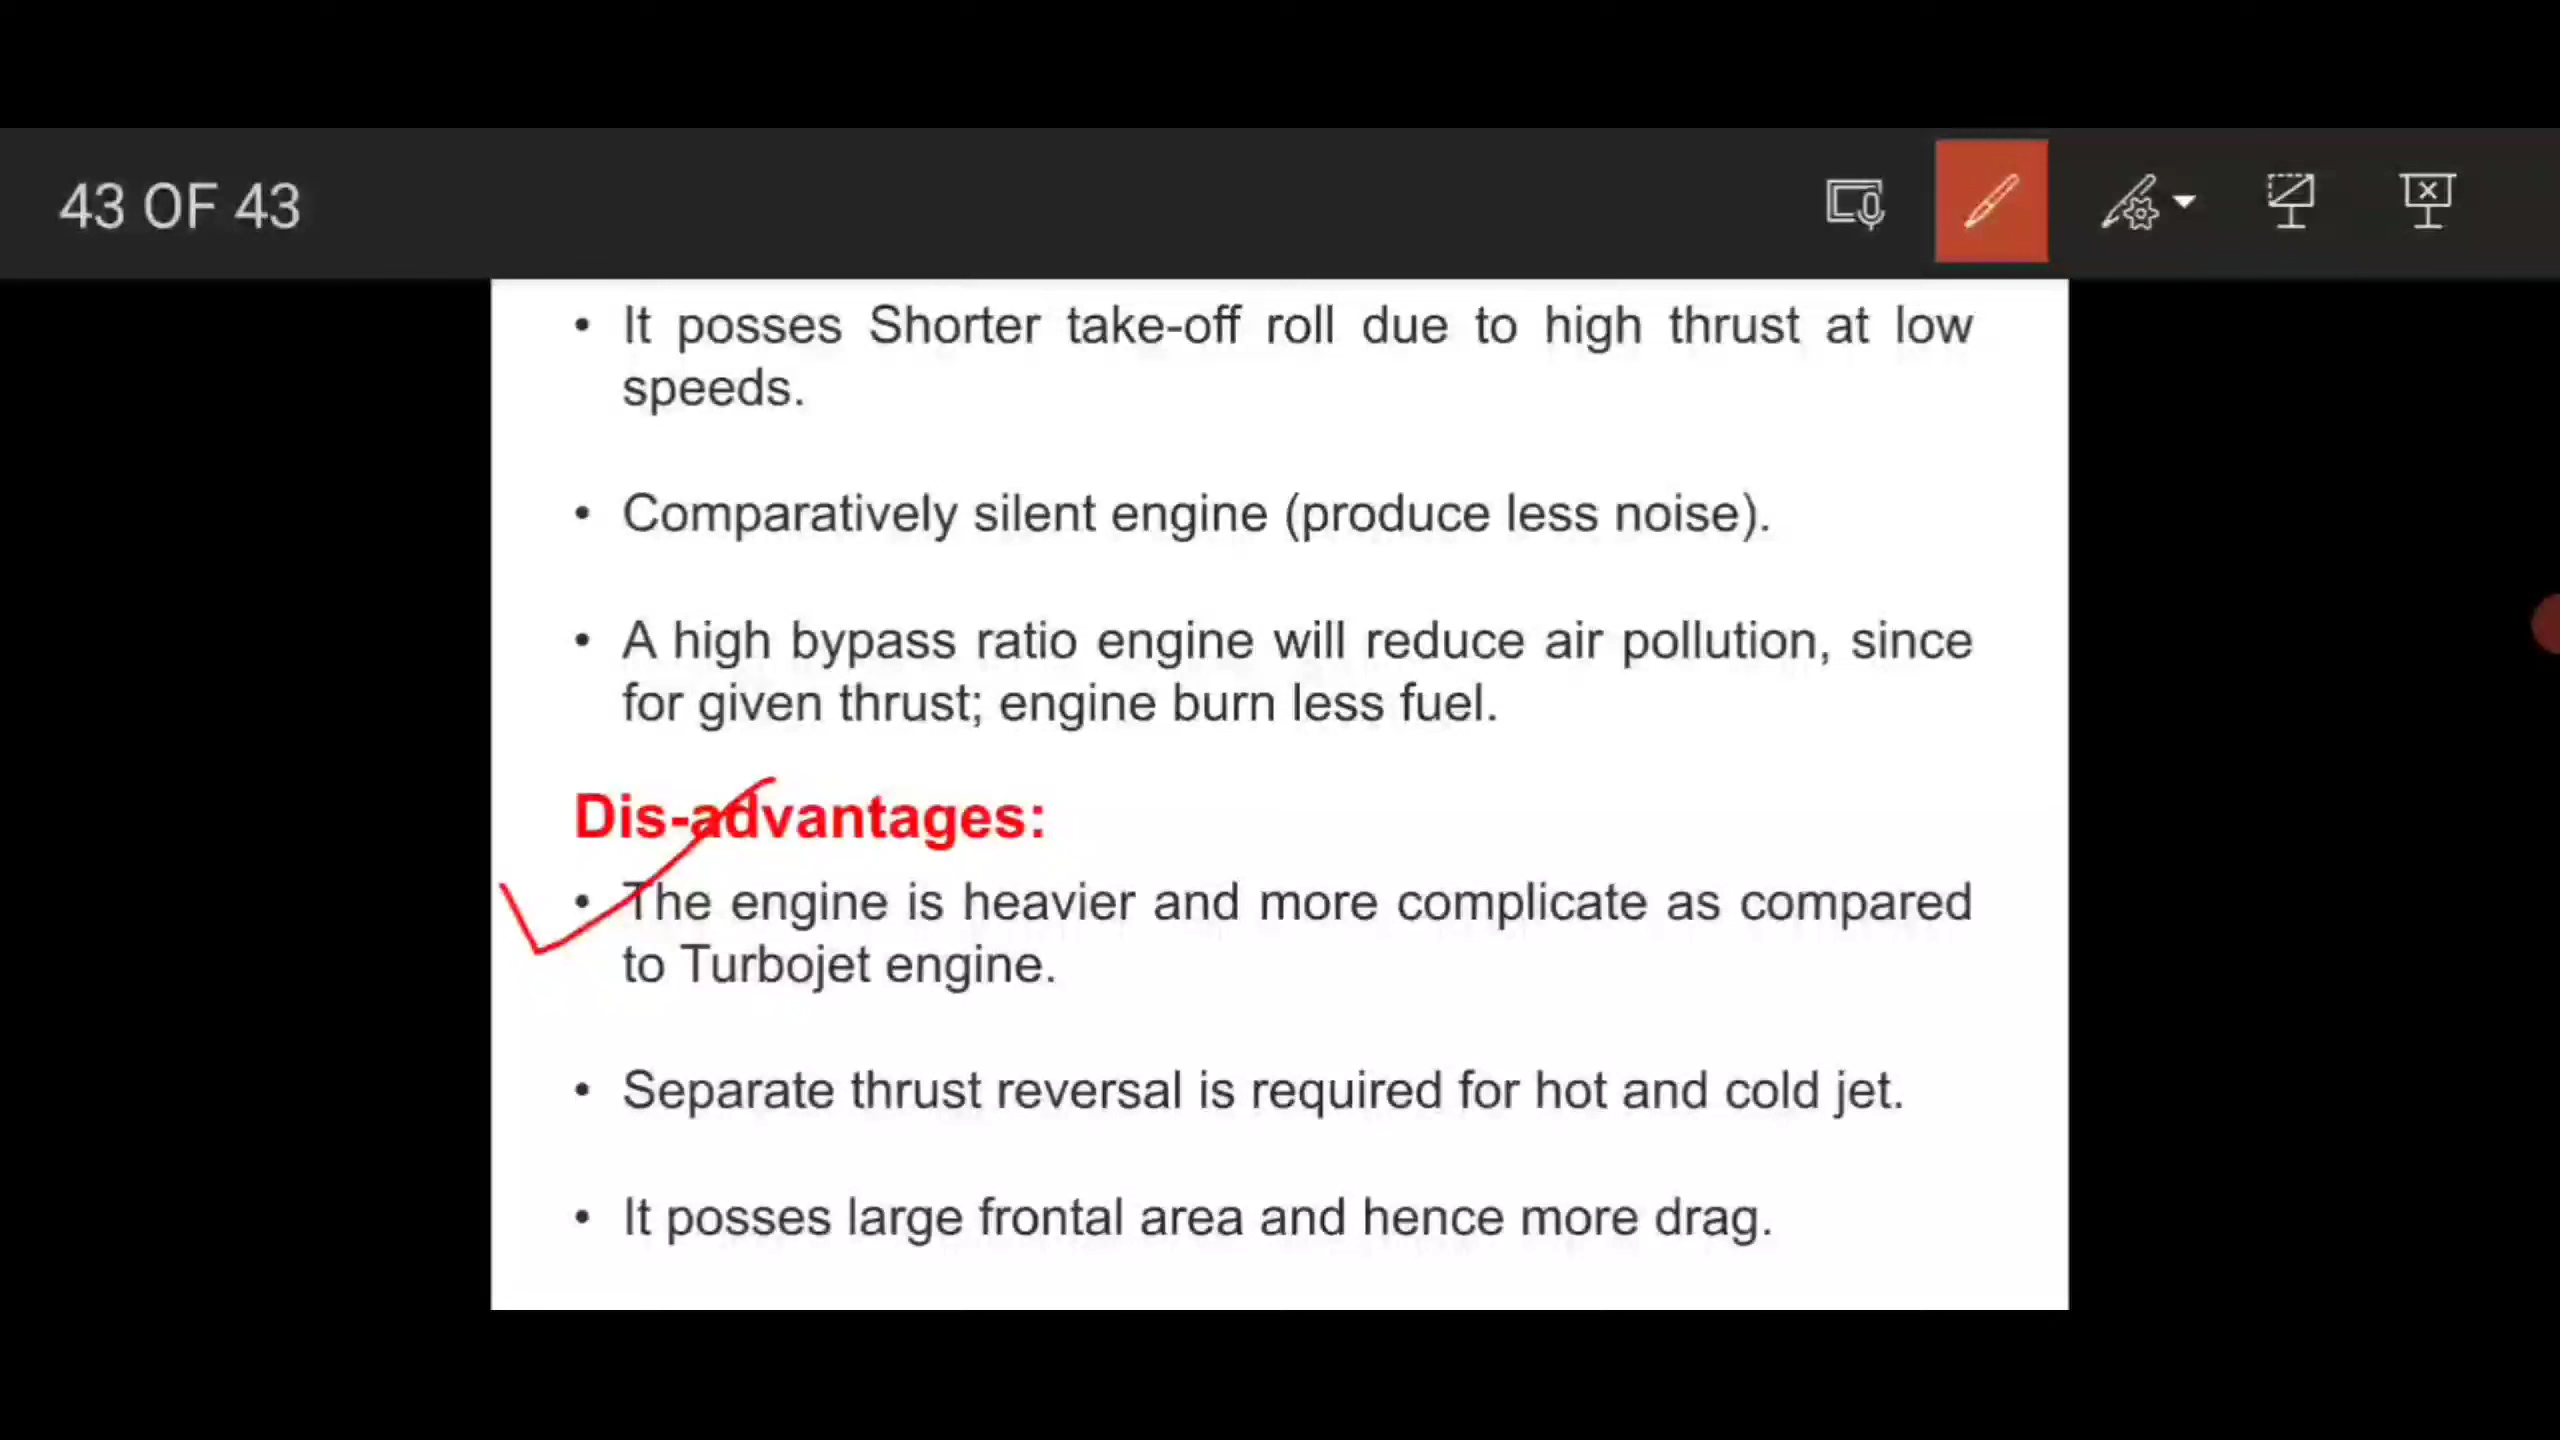 43 OF 43
• It posses Shorter take-off roll due to high thrust at low
speeds.
• Comparatively silent engine (produce less noise).
• A high bypass ratio engine will reduce air pollution, since
for given thrust; engine burn less fuel.
Dis-advantages:
• The engine is heavier and more complicate as compared
to Turbojet engine.
• Separate thrust reversal is required for hot and cold jet.
• It posses large frontal area and hence more drag.